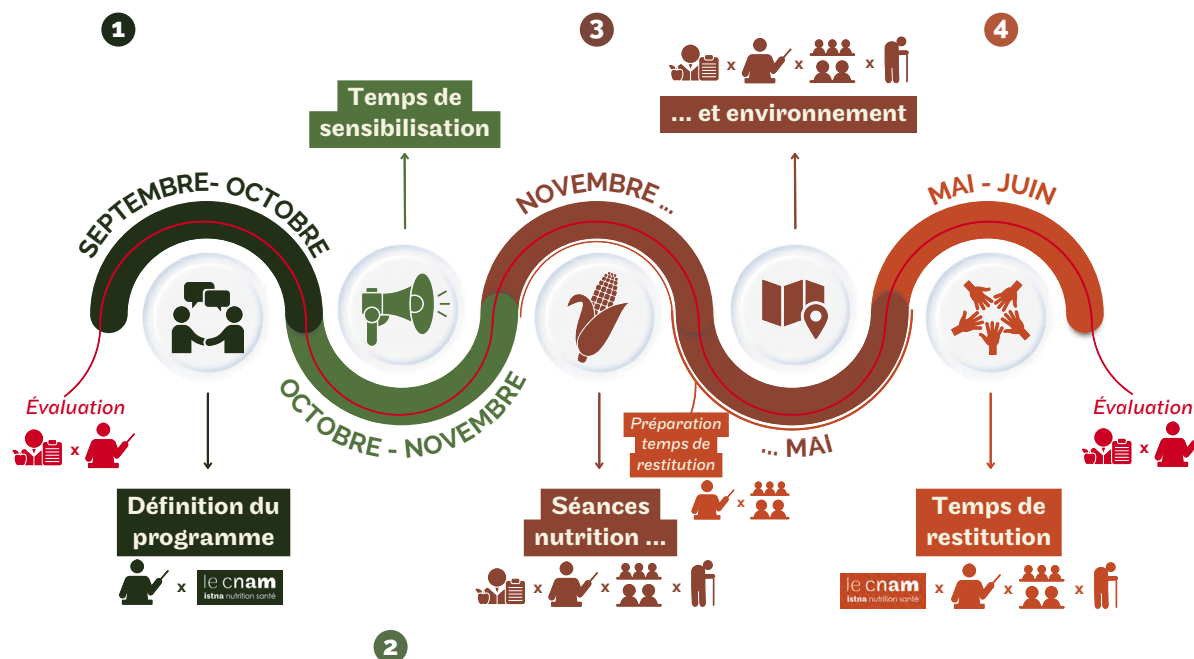 1
3
4
Temps de
sensibilisation
... et environnement
SEPTEMBRE- OCTOBRE
NOVEMBRE ...
MAI - JUIN
OCTOBRE - NOVEMBRE
... MAI
Évaluation
x
Préparation
temps de
restitution
x
Évaluation
x
Définition du
programme
x
le cnam
istna nutrition santé
Séances
nutrition ...
x x x
Temps de
restitution
le cnam
istna nutrition santé
x x x
x x x
2